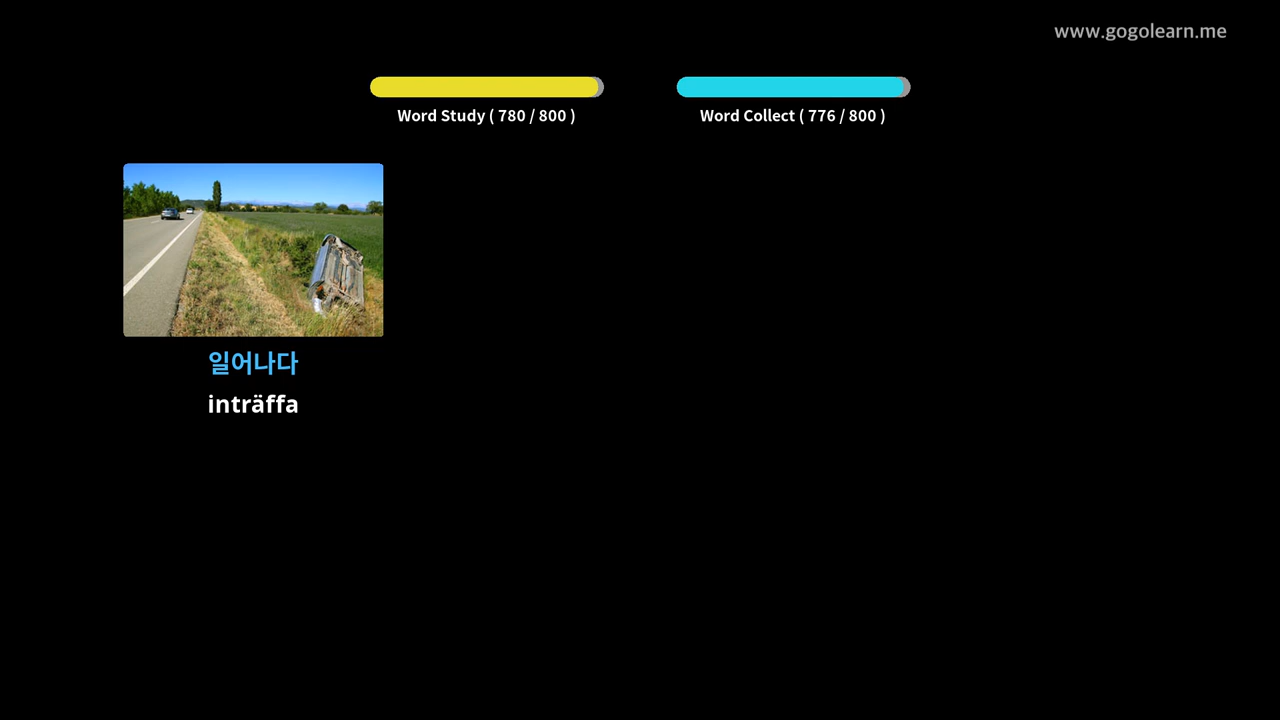 www.gogolearn.me
Word Study ( 780 / 800 )
Word Collect ( 776 / 800 )
일어나다
inträffa